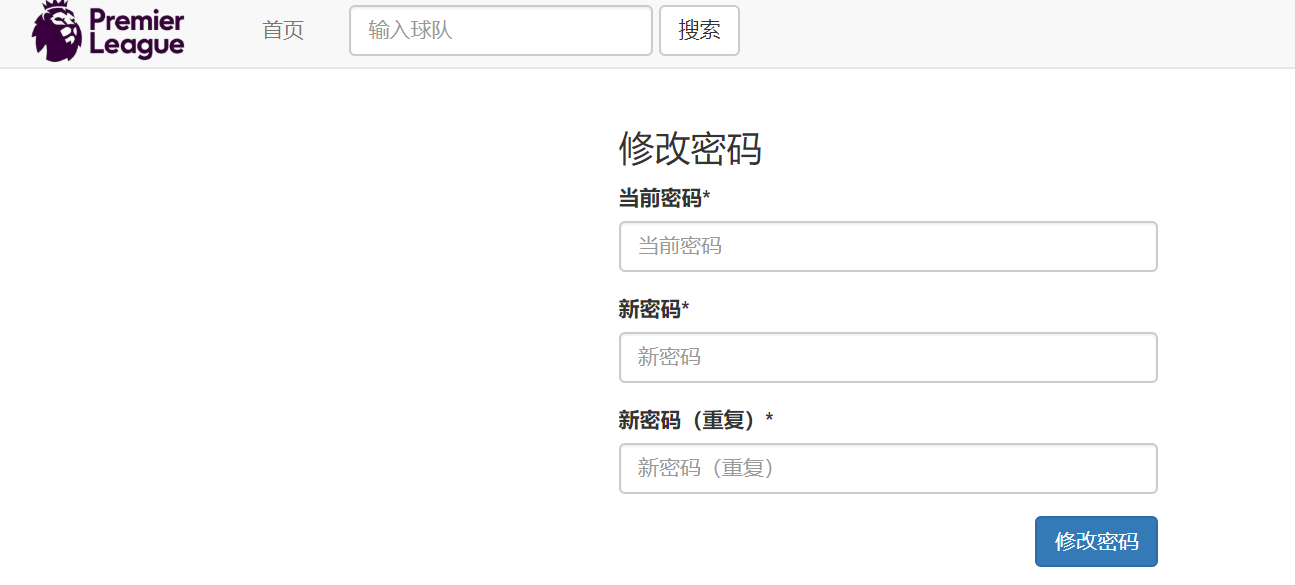 Premier
League
首页
输入球队
搜索
修改密码
当前密码*
当前密码
新密码*
新密码
新密码（重复）*
新密码（重复）
修改密码